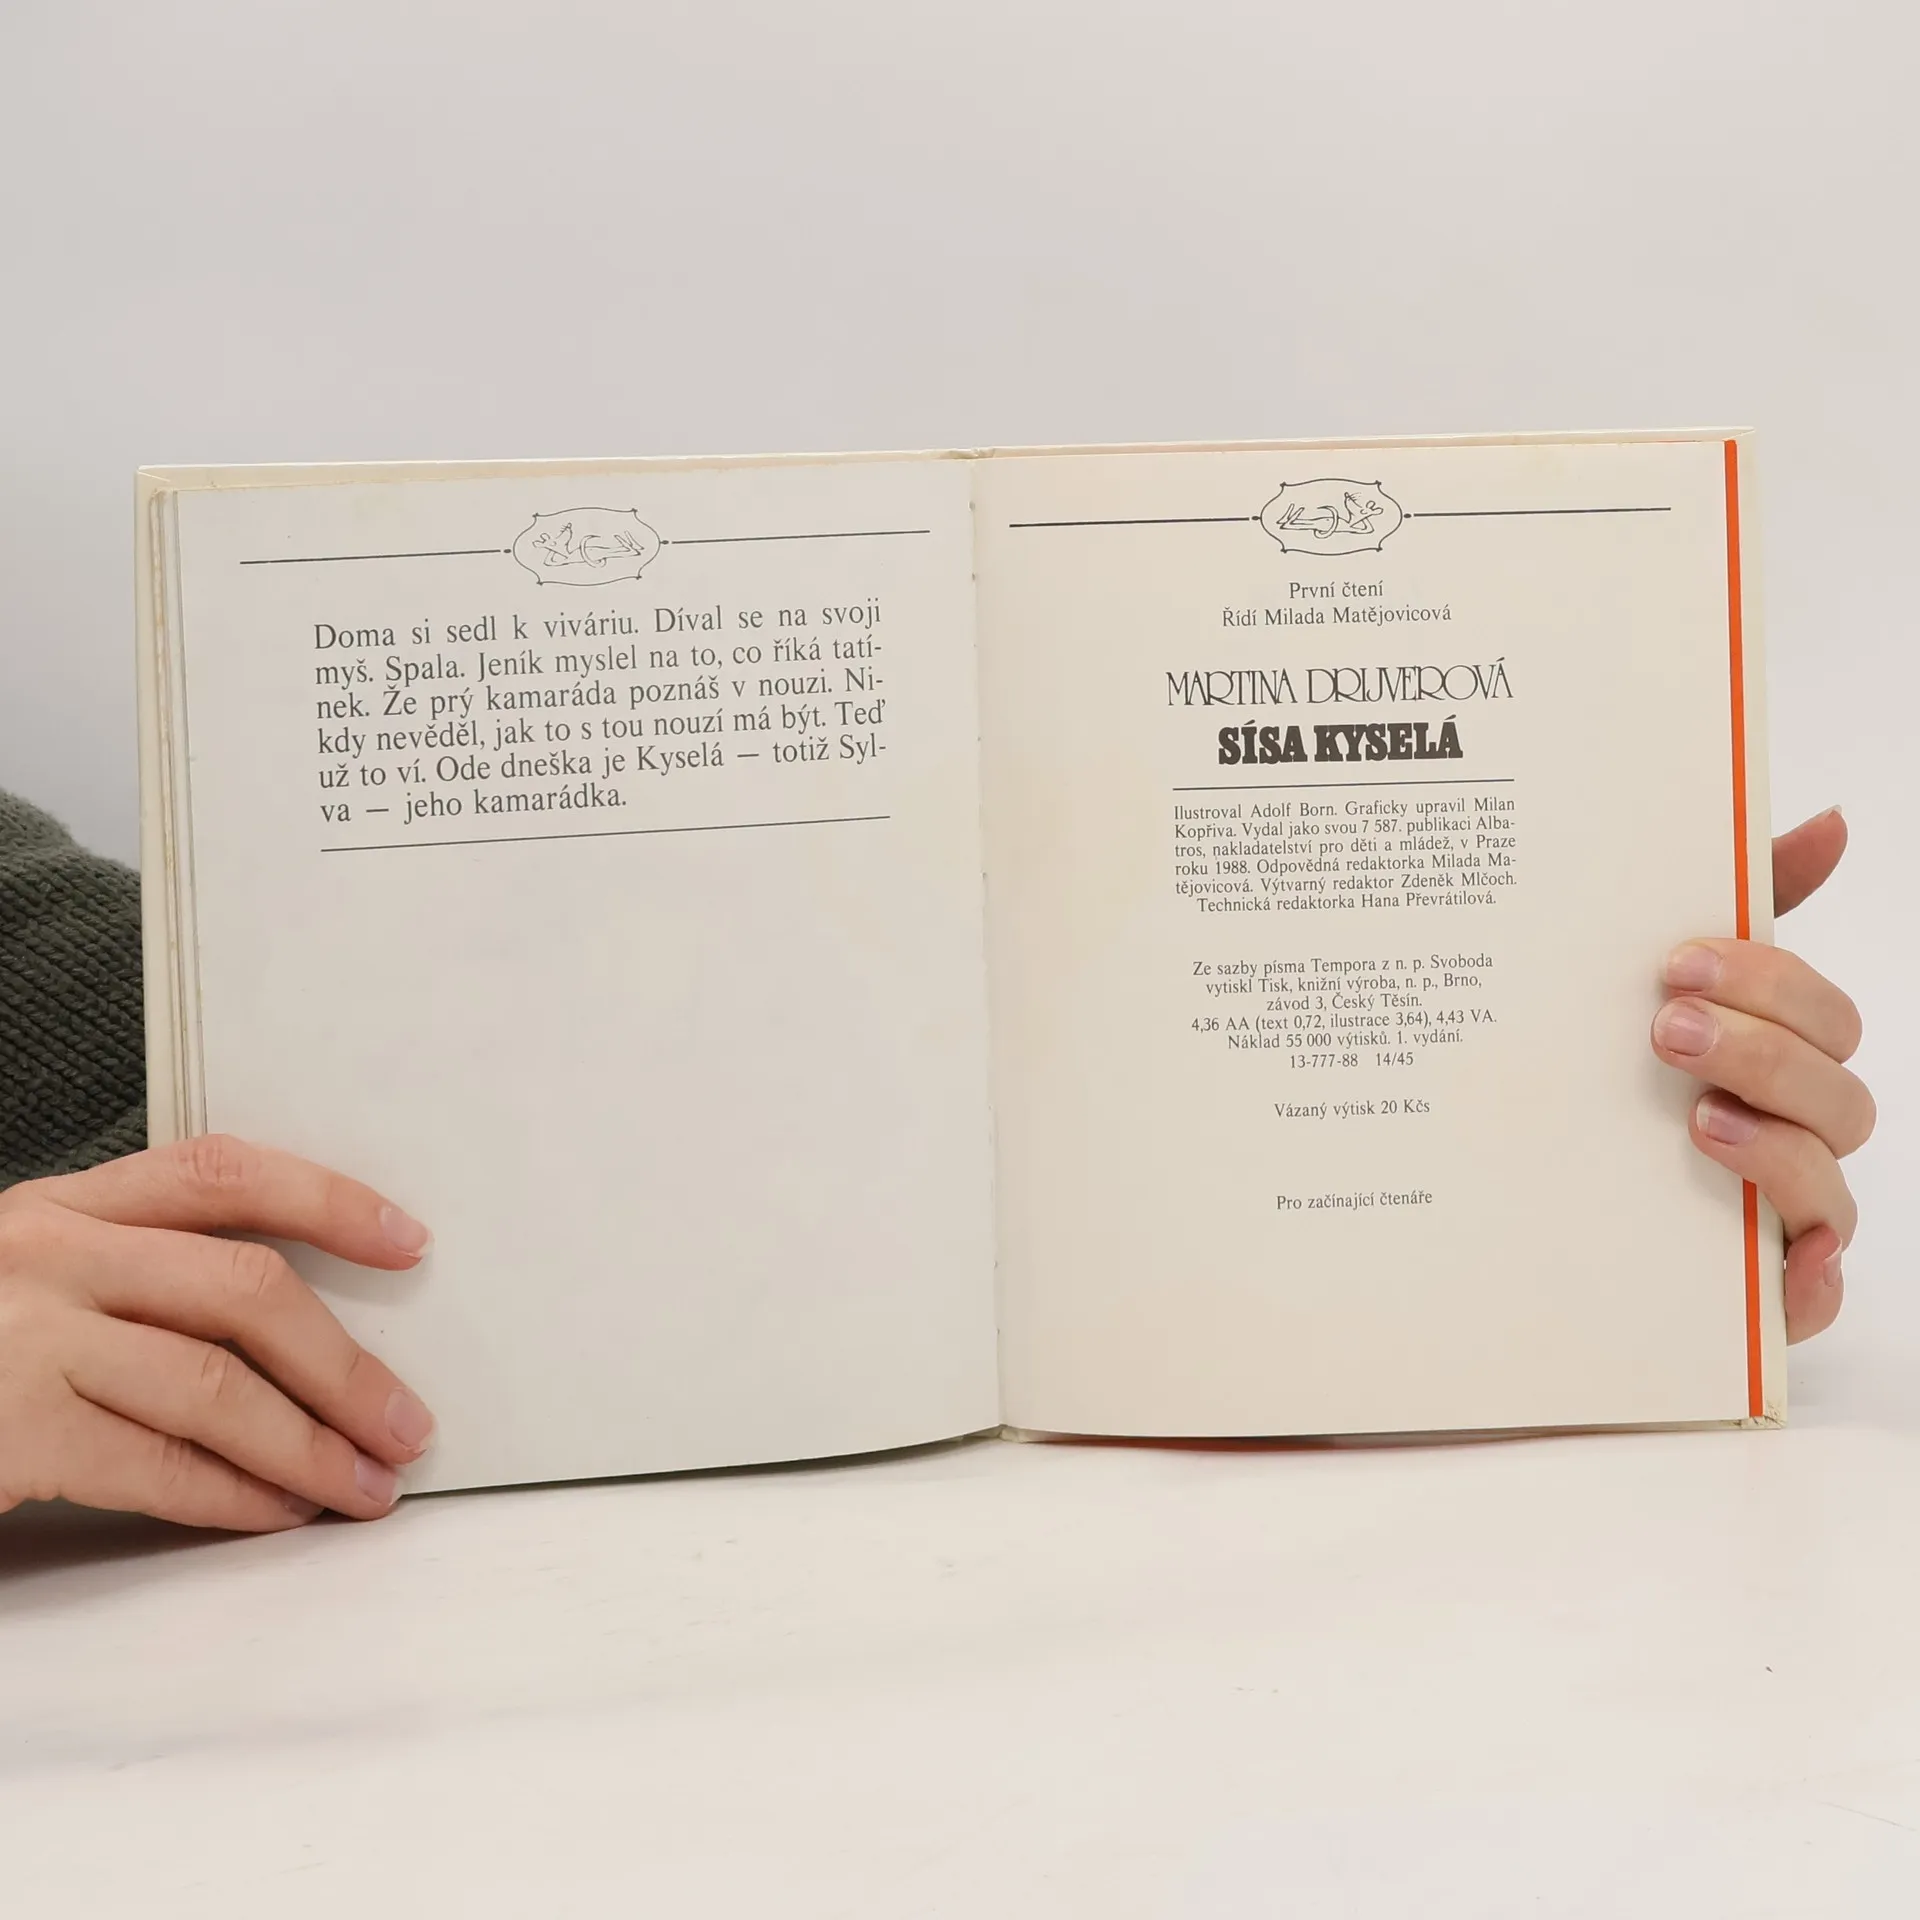 Doma si sedl k viváriu. Díval se na svoji
myš. Spala. Jeník myslel na to, co říká tatí-
nek. Že prý kamaráda poznáš v nouzi. Ni-
kdy nevěděl, jak to s tou nouzí má být. Teď
už to ví. Ode dneška je Kyselá — totiž Syl-
va — jeho kamarádka.
První čtení
Řídí Milada Matějovicová
MARTINA DRIJVEROVÁ
SÍSA KYSELÁ
Ilustroval Adolf Born. Graficky upravil Milan
Kopřiva. Vydal jako svou 7 587. publikaci Alba-
tros, nakladatelství pro děti a mládež, v Praze
roku 1988. Odpovědná redaktorka Milada Ma-
tějovicová. Výtvarný redaktor Zdeněk Mlčoch.
Technická redaktorka Hana Převrátilová.
Ze sazby písma Tempora z n. p. Svoboda
vytiskl Tisk, knižní výroba, n. p., Brno,
závod 3, Český Těsín.
4,36 AA (text 0,72, ilustrace 3,64), 4,43 VA.
Náklad 55 000 výtisků. 1. vydání.
13-777-88 14/45
Vázaný výtisk 20 Kčs
Pro začínající čtenáře